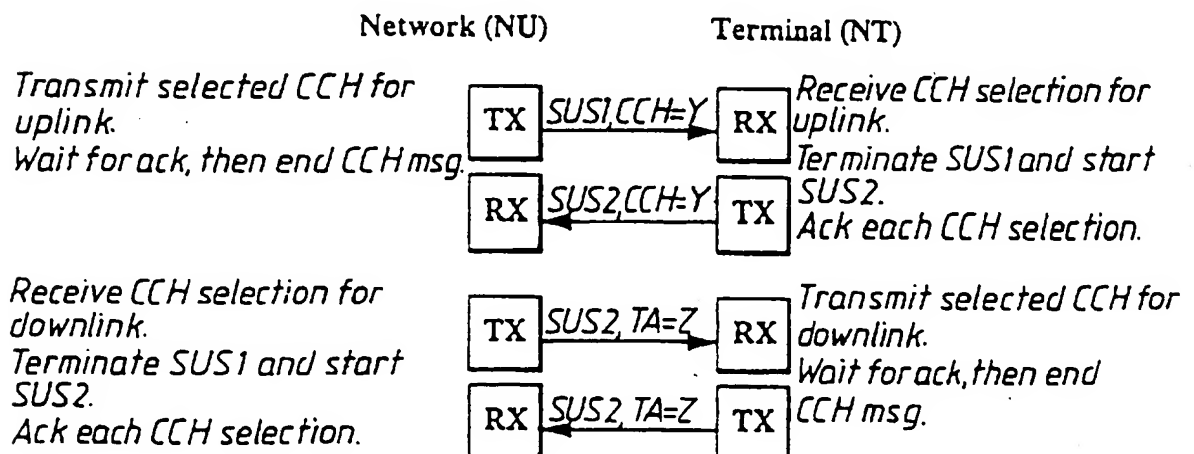 Network (NU)
Terminal (NT)
Transmit selected CCH for
uplink.
Wait for ack, then end CCH msg.
TX
SUS1,CCH=Y
RX
Receive CCH selection for
uplink.
Terminate SUS1 and start
SUS2.
Ack each CCH selection.
RX
SUS2,CCH=Y
TX
Receive CCH selection for
downlink.
Terminate SUS1 and start
SUS2.
Ack each CCH selection.
TX
SUS2, TA=Z
RX
Transmit selected CCH for
downlink.
Wait for ack, then end
CCH msg.
RX
SUS2, TA=Z
TX